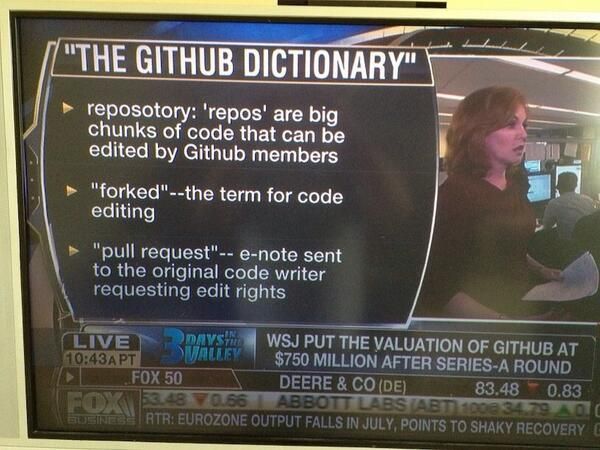 "THE GITHUB DICTIONARY"
reposotory: 'repos' are big
chunks of code that can be
edited by Github members
"forked"--the term for code
editing
"pull request"-- e-note sent
to the original code writer
requesting edit rights
LIVE
10:43A PT
3 DAYS IN THE
VALLEY
WSJ PUT THE VALUATION OF GITHUB AT
$750 MILLION AFTER SERIES-A ROUND
FOX 50
DEERE & CO (DE)
83.48 0.83
FOX
BUSINESS
53.48 0.66 ABBOTT LABS (ABT) 34.79
RTR: EUROZONE OUTPUT FALLS IN JULY, POINTS TO SHAKY RECOVERY